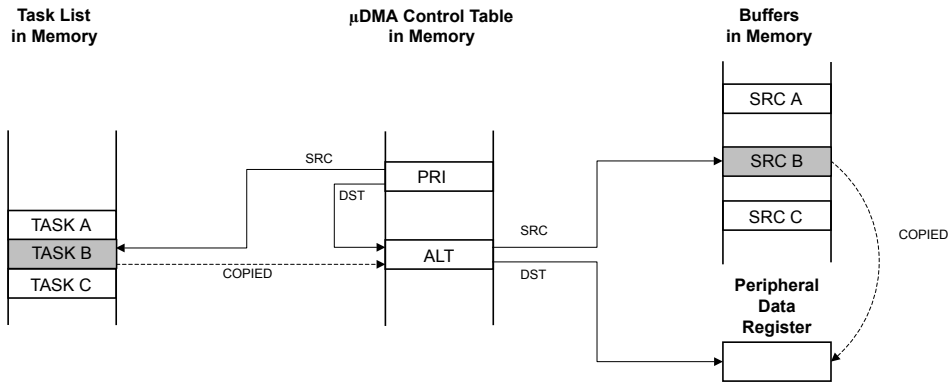 Task List
in Memory
µDMA Control Table
in Memory
Buffers
in Memory
SRC A
SRC
PRI
SRC B
DST
TASK A
SRC C
SRC
COPIED
TASK B
ALT
COPIED
DST
TASK C
Peripheral
Data
Register